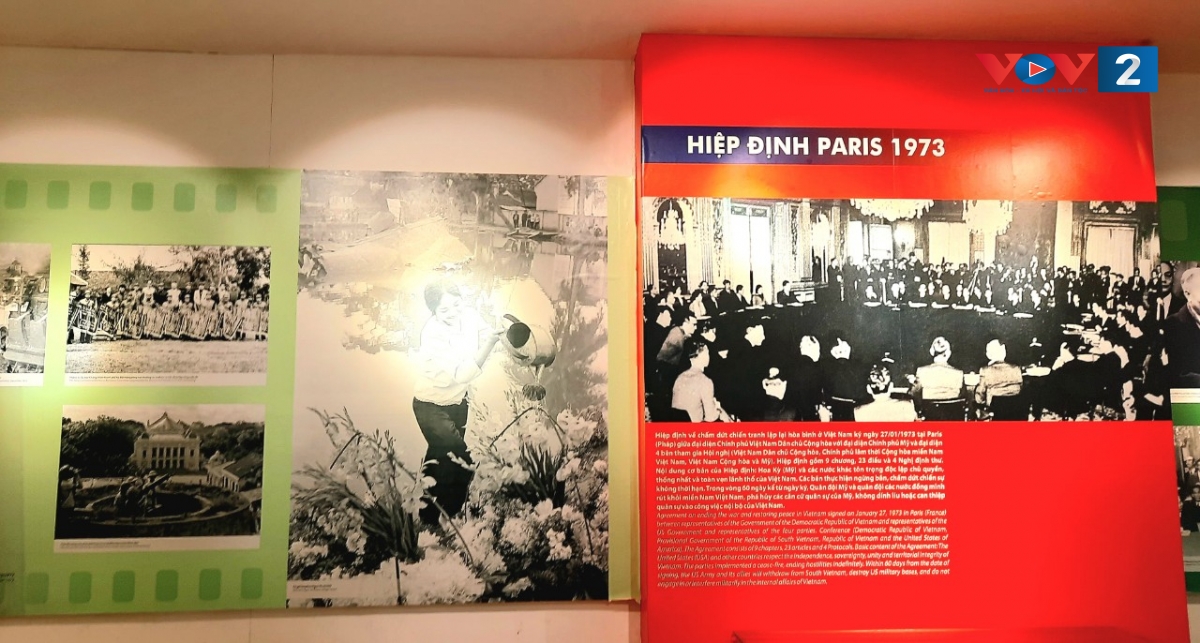 VOV 2
HIỆP ĐỊNH PARIS 1973
Hiệp định về chấm dứt chiến tranh lập lại hòa bình ở Việt Nam ký ngày 27/01/1973 tại Paris
(Pháp) giữa đại diện Chính phủ Việt Nam Dân chủ Cộng hòa với đại diện Chính phủ Mỹ và đại diện
4 bên tham gia Hội nghị (Việt Nam Dân chủ Cộng hòa, Chính phủ lâm thời Cộng hòa miền Nam
Việt Nam, Việt Nam Cộng hòa và Mỹ). Hiệp định gồm 9 chương, 23 điều và 4 Nghị định thư.
Nội dung cơ bản của Hiệp định: Hoa Kỳ (Mỹ) và các nước khác tôn trọng độc lập chủ quyền,
thống nhất và toàn vẹn lãnh thổ của Việt Nam. Các bên thực hiện ngừng bắn, chấm dứt chiến sự
không thời hạn. Trong vòng 60 ngày kể từ ngày ký, Quân đội Mỹ và quân đội các nước đồng minh
rút khỏi miền Nam Việt Nam, phá hủy các căn cứ quân sự của Mỹ, không dính líu hoặc can thiệp
quân sự vào công việc nội bộ của Việt Nam.
Agreement on ending the war and restoring peace in Vietnam signed on January 27, 1973 in Paris (France)
between representatives of the Government of the Democratic Republic of Vietnam and representatives of the
US Government and representatives of the four parties. Conference (Democratic Republic of Vietnam,
Provisional Government of the Republic of South Vietnam, Republic of Vietnam and the United States of
America). The Agreement consists of 9 chapters, 23 articles and 4 Protocols. Basic content of the Agreement: The
United States (USA) and other countries respect the independence, sovereignty, unity and territorial integrity of
Vietnam. The parties implemented a cease-fire, ending hostilities indefinitely. Within 60 days from the date of
signing, the US Army and its allies will withdraw from South Vietnam, destroy US military bases, and do not
engage in or interfere militarily in the internal affairs of Vietnam.